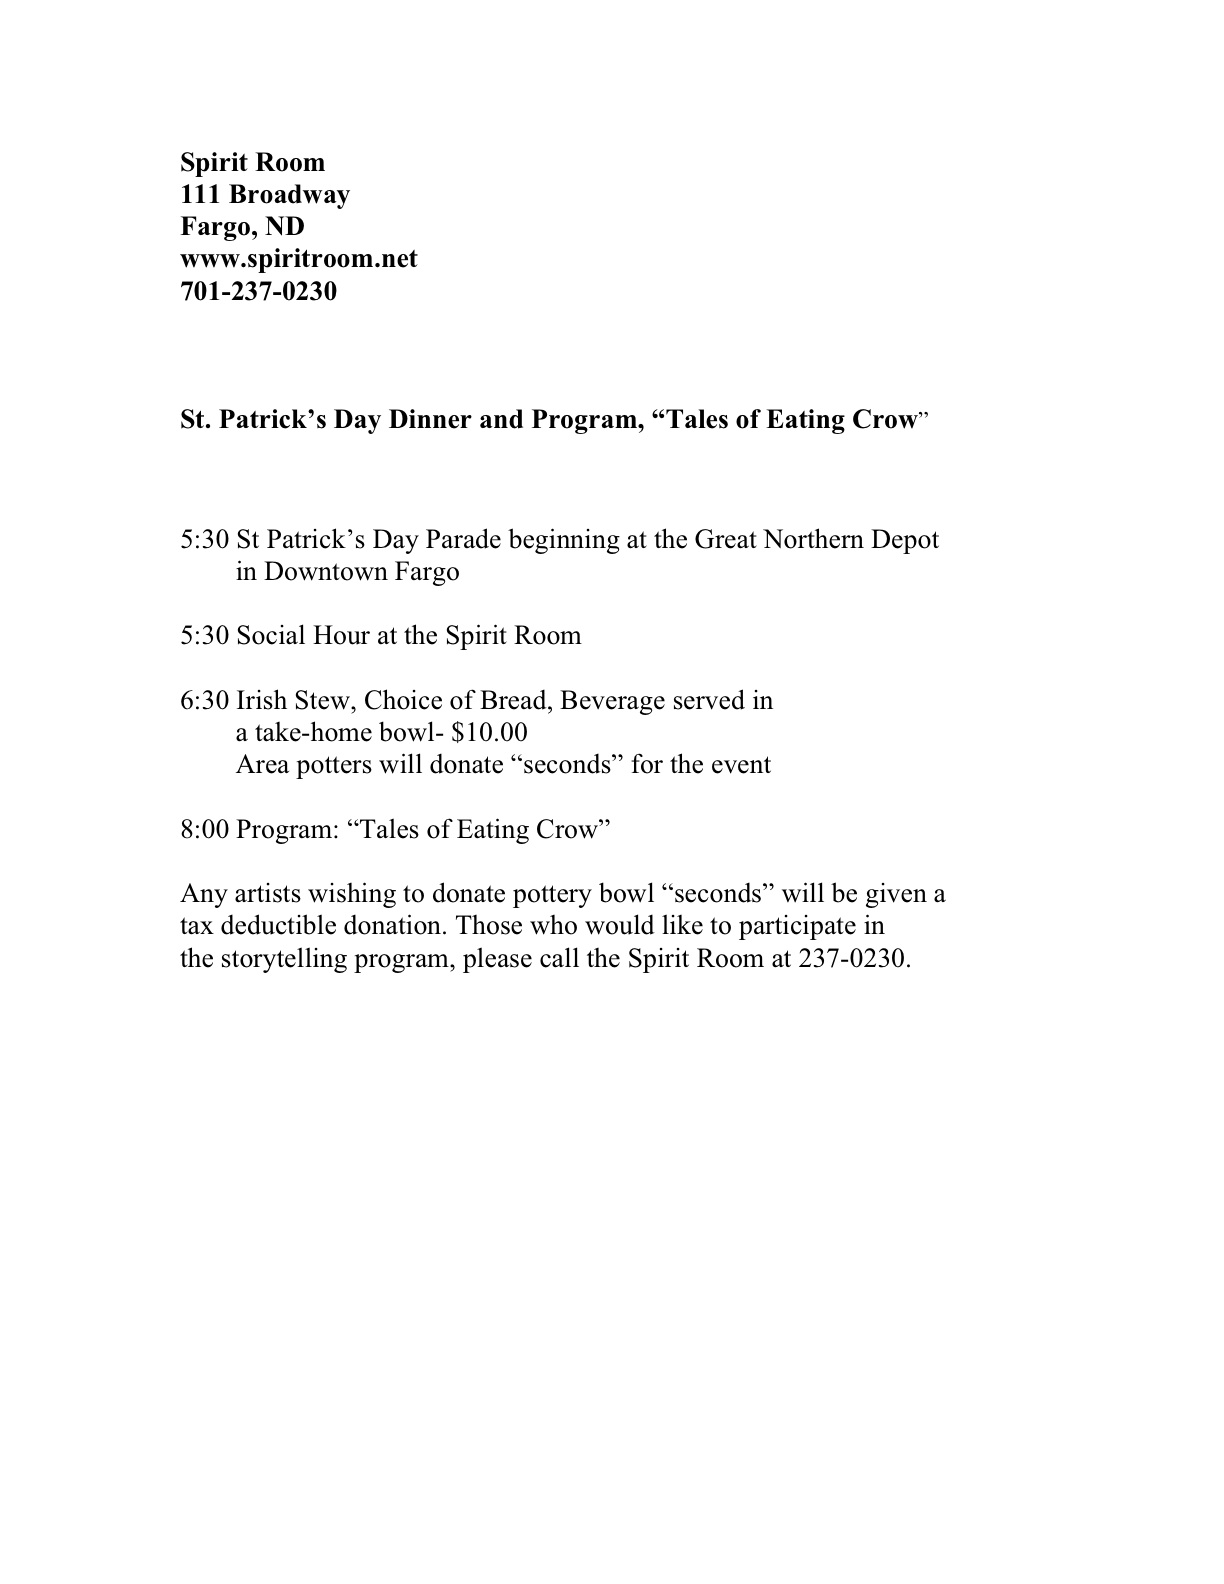 Spirit Room
111 Broadway
Fargo, ND
www.spiritroom.net
701-237-0230
St. Patrick’s Day Dinner and Program, “Tales of Eating Crow”
5:30 St Patrick’s Day Parade beginning at the Great Northern Depot
in Downtown Fargo
5:30 Social Hour at the Spirit Room
6:30 Irish Stew, Choice of Bread, Beverage served in
a take-home bowl- $10.00
Area potters will donate “seconds” for the event
8:00 Program: “Tales of Eating Crow”
Any artists wishing to donate pottery bowl “seconds” will be given a
tax deductible donation. Those who would like to participate in
the storytelling program, please call the Spirit Room at 237-0230.